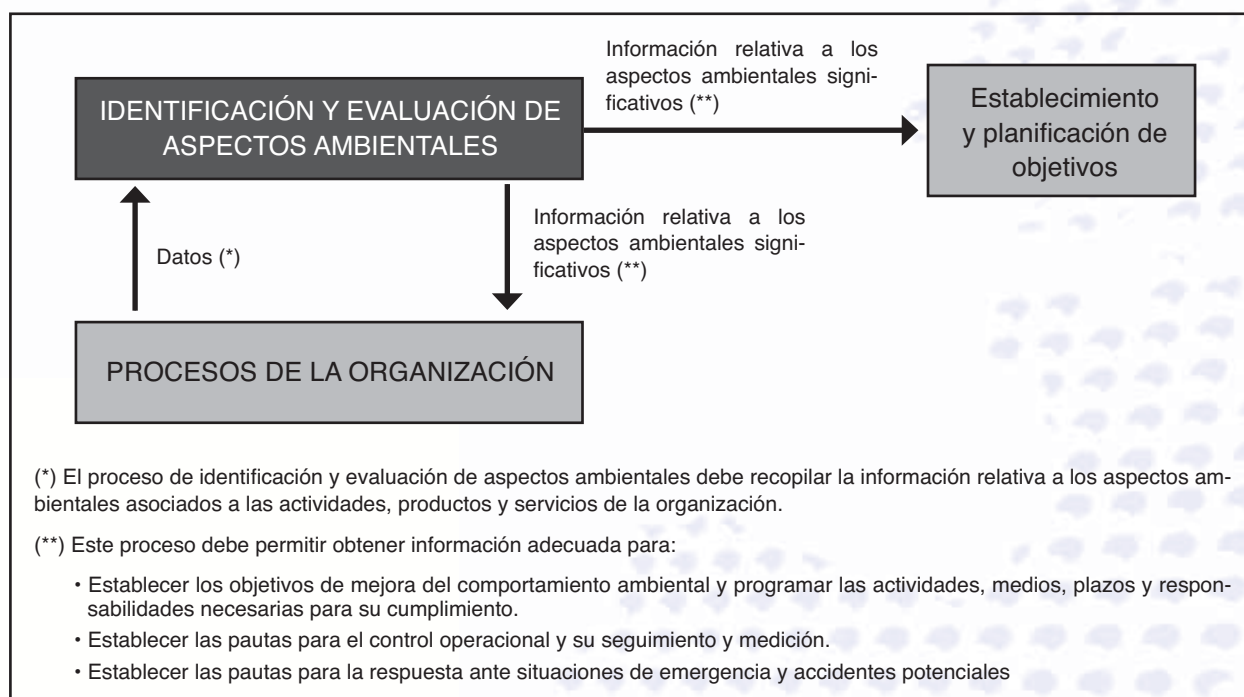 Información relativa a los
aspectos ambientales signi-
ficativos (**)
IDENTIFICACIÓN Y EVALUACIÓN DE
ASPECTOS AMBIENTALES
Establecimiento
y planificación de
objetivos
Datos (*)
Información relativa a los
aspectos ambientales signi-
ficativos (**)
PROCESOS DE LA ORGANIZACIÓN
(*) El proceso de identificación y evaluación de aspectos ambientales debe recopilar la información relativa a los aspectos am-
bientales asociados a las actividades, productos y servicios de la organización.
(**) Este proceso debe permitir obtener información adecuada para:
• Establecer los objetivos de mejora del comportamiento ambiental y programar las actividades, medios, plazos y respon-
sabilidades necesarias para su cumplimiento.
• Establecer las pautas para el control operacional y su seguimiento y medición.
• Establecer las pautas para la respuesta ante situaciones de emergencia y accidentes potenciales